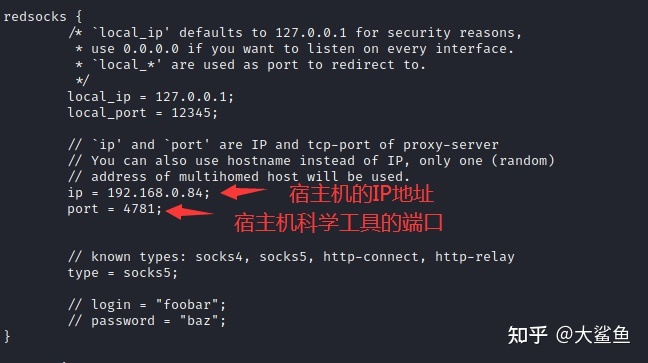 redsocks {
/* `local_ip' defaults to 127.0.0.1 for security reasons,
* use 0.0.0.0 if you want to listen on every interface.
* `local_*' are used as port to redirect to.
*/
local_ip = 127.0.0.1;
local_port = 12345;
// `ip' and `port' are IP and tcp-port of proxy-server
// You can also use hostname instead of IP, only one (random)
// address of multihomed host will be used.
ip = 192.168.0.84; 宿主机的IP地址
port = 4781; 宿主机科学工具的端口
// known types: socks4, socks5, http-connect, http-relay
type = socks5;
// login = "foobar";
// password = "baz";
}
知乎 @大鲨鱼